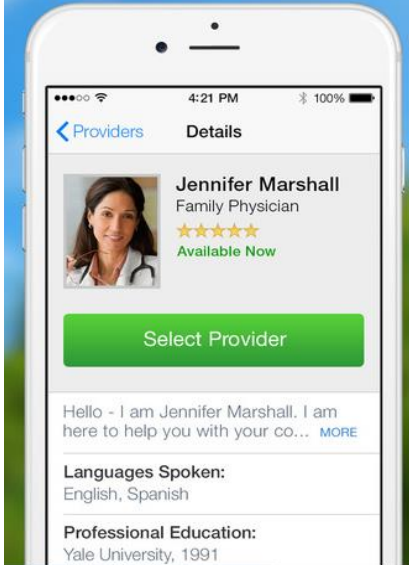 4:21 PM 100%
Providers Details
Jennifer Marshall
Family Physician
Available Now
Select Provider
Hello - I am Jennifer Marshall. I am
here to help you with your co... MORE
Languages Spoken:
English, Spanish
Professional Education:
Yale University, 1991